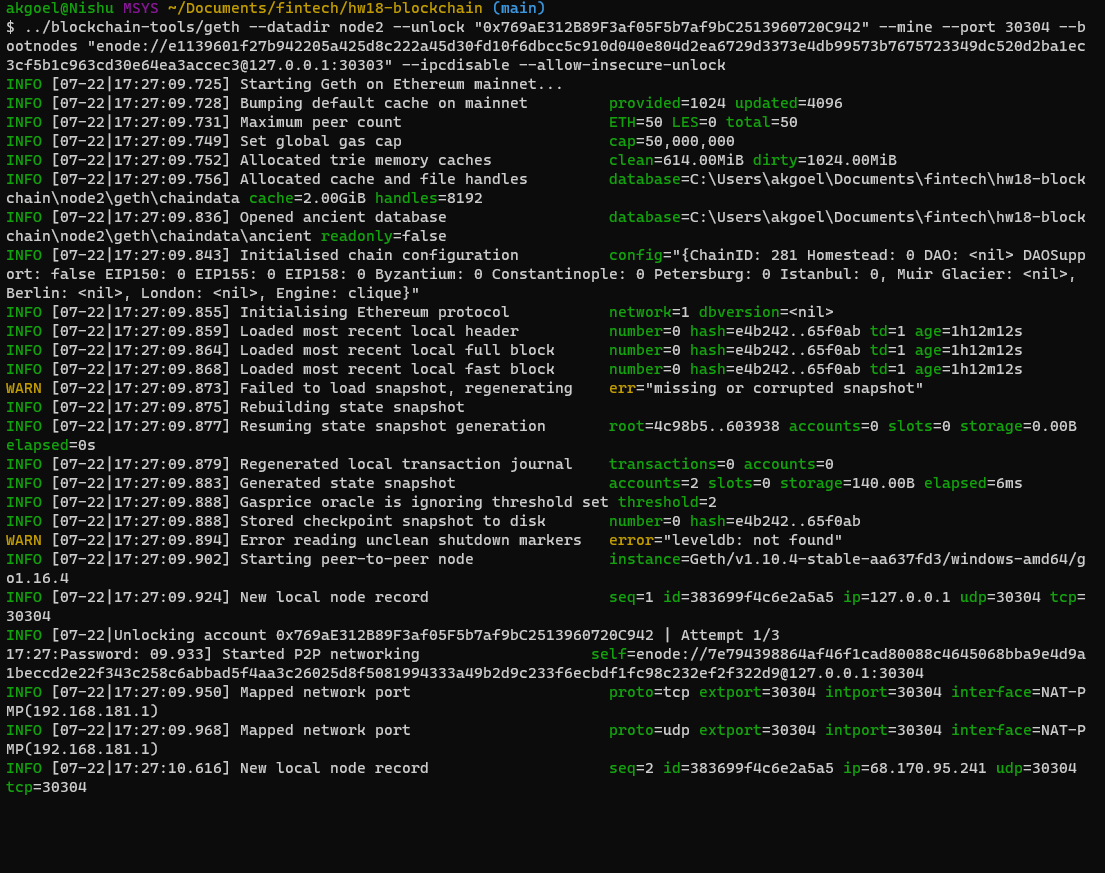 akgoel@Nishu MSYS ~/Documents/fintech/hw18-blockchain (main)
$ ../blockchain-tools/geth --datadir node2 --unlock "0x769aE312B89F3af05F5b7af9bC2513960720C942" --mine --port 30304 --b
ootnodes "enode://e1139601f27b942205a425d8c222a45d30fd10f6dbcc5c910d040e804d2ea6729d3373e4db99573b7675723349dc520d2ba1ec
3cf5b1c963cd30e64ea3accec3@127.0.0.1:30303" --ipcdisable --allow-insecure-unlock
INFO [07-22|17:27:09.725] Starting Geth on Ethereum mainnet...
INFO [07-22|17:27:09.728] Bumping default cache on mainnet         provided=1024 updated=4096
INFO [07-22|17:27:09.731] Maximum peer count                       ETH=50 LES=0 total=50
INFO [07-22|17:27:09.749] Set global gas cap                       cap=50,000,000
INFO [07-22|17:27:09.752] Allocated trie memory caches             clean=614.00MiB dirty=1024.00MiB
INFO [07-22|17:27:09.756] Allocated cache and file handles         database=C:\Users\akgoel\Documents\fintech\hw18-block
chain\node2\geth\chaindata cache=2.00GiB handles=8192
INFO [07-22|17:27:09.836] Opened ancient database                  database=C:\Users\akgoel\Documents\fintech\hw18-block
chain\node2\geth\chaindata\ancient readonly=false
INFO [07-22|17:27:09.843] Initialised chain configuration          config="{ChainID: 281 Homestead: 0 DAO: <nil> DAOSupp
ort: false EIP150: 0 EIP155: 0 EIP158: 0 Byzantium: 0 Constantinople: 0 Petersburg: 0 Istanbul: 0, Muir Glacier: <nil>,
Berlin: <nil>, London: <nil>, Engine: clique}"
INFO [07-22|17:27:09.855] Initialising Ethereum protocol           network=1 dbversion=<nil>
INFO [07-22|17:27:09.859] Loaded most recent local header          number=0 hash=e4b242..65f0ab td=1 age=1h12m12s
INFO [07-22|17:27:09.864] Loaded most recent local full block      number=0 hash=e4b242..65f0ab td=1 age=1h12m12s
INFO [07-22|17:27:09.868] Loaded most recent local fast block      number=0 hash=e4b242..65f0ab td=1 age=1h12m12s
WARN [07-22|17:27:09.873] Failed to load snapshot, regenerating    err="missing or corrupted snapshot"
INFO [07-22|17:27:09.875] Rebuilding state snapshot
INFO [07-22|17:27:09.877] Resuming state snapshot generation       root=4c98b5..603938 accounts=0 slots=0 storage=0.00B
elapsed=0s
INFO [07-22|17:27:09.879] Regenerated local transaction journal    transactions=0 accounts=0
INFO [07-22|17:27:09.883] Generated state snapshot                 accounts=2 slots=0 storage=140.00B elapsed=6ms
INFO [07-22|17:27:09.888] Gasprice oracle is ignoring threshold set threshold=2
INFO [07-22|17:27:09.888] Stored checkpoint snapshot to disk       number=0 hash=e4b242..65f0ab
WARN [07-22|17:27:09.894] Error reading unclean shutdown markers   error="leveldb: not found"
INFO [07-22|17:27:09.902] Starting peer-to-peer node               instance=Geth/v1.10.4-stable-aa637fd3/windows-amd64/g
o1.16.4
INFO [07-22|17:27:09.924] New local node record                    seq=1 id=383699f4c6e2a5a5 ip=127.0.0.1 udp=30304 tcp=
30304
INFO [07-22|Unlocking account 0x769aE312B89F3af05F5b7af9bC2513960720C942 | Attempt 1/3
17:27:Password: 09.933] Started P2P networking                   self=enode://7e794398864af46f1cad80088c4645068bba9e4d9a
1beccd2e22f343c258c6abbad5f4aa3c26025d8f5081994333a49b2d9c233f6ecbdf1fc98c232ef2f322d9@127.0.0.1:30304
INFO [07-22|17:27:09.950] Mapped network port                      proto=tcp extport=30304 intport=30304 interface=NAT-P
MP(192.168.181.1)
INFO [07-22|17:27:09.968] Mapped network port                      proto=udp extport=30304 intport=30304 interface=NAT-P
MP(192.168.181.1)
INFO [07-22|17:27:10.616] New local node record                    seq=2 id=383699f4c6e2a5a5 ip=68.170.95.241 udp=30304
tcp=30304